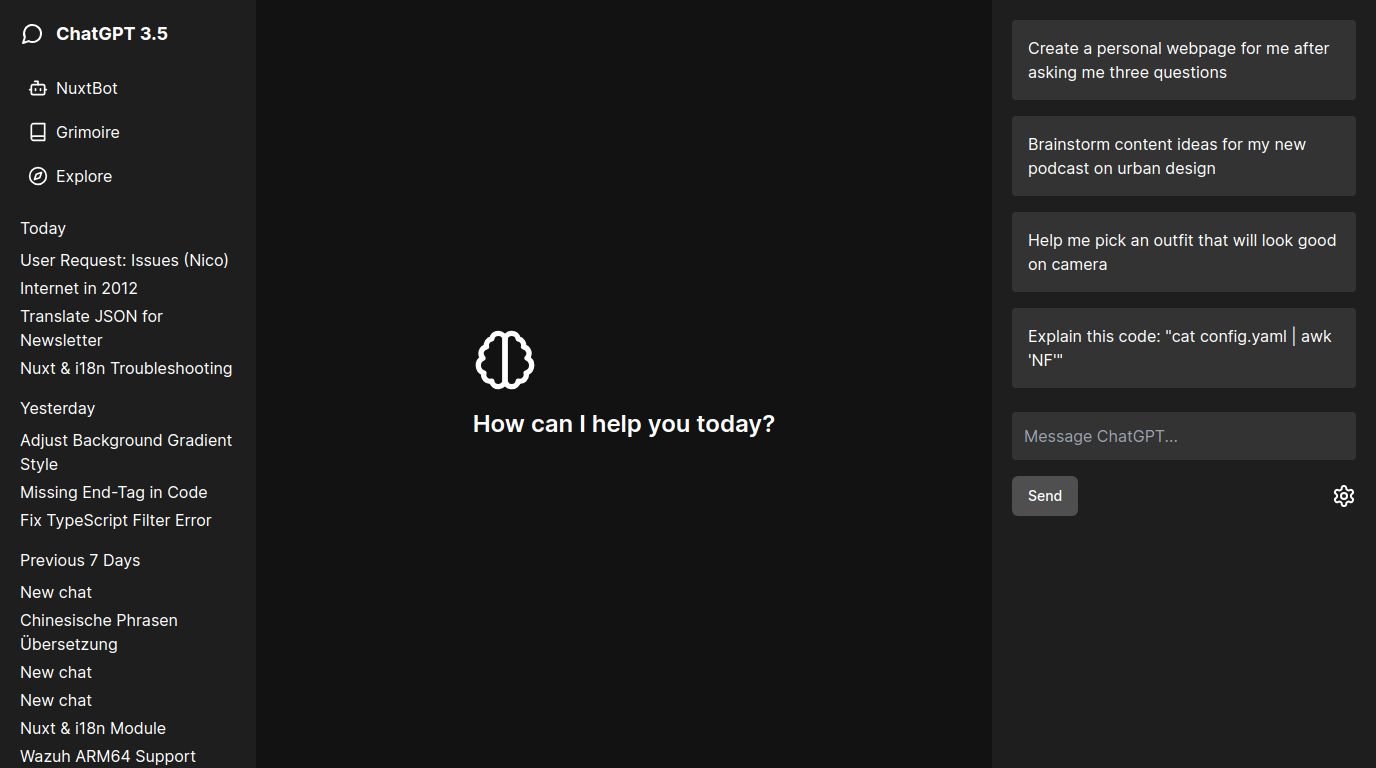 ChatGPT 3.5
NuxtBot
Grimoire
Explore
Today
User Request: Issues (Nico)
Internet in 2012
Translate JSON for
Newsletter
Nuxt & i18n Troubleshooting
Yesterday
Adjust Background Gradient
Style
Missing End-Tag in Code
Fix TypeScript Filter Error
Previous 7 Days
New chat
Chinesische Phrasen
Übersetzung
New chat
New chat
Nuxt & i18n Module
Wazuh ARM64 Support
How can I help you today?
Create a personal webpage for me after
asking me three questions
Brainstorm content ideas for my new
podcast on urban design
Help me pick an outfit that will look good
on camera
Explain this code: "cat config.yaml | awk
'NF'"
Message ChatGPT...
Send